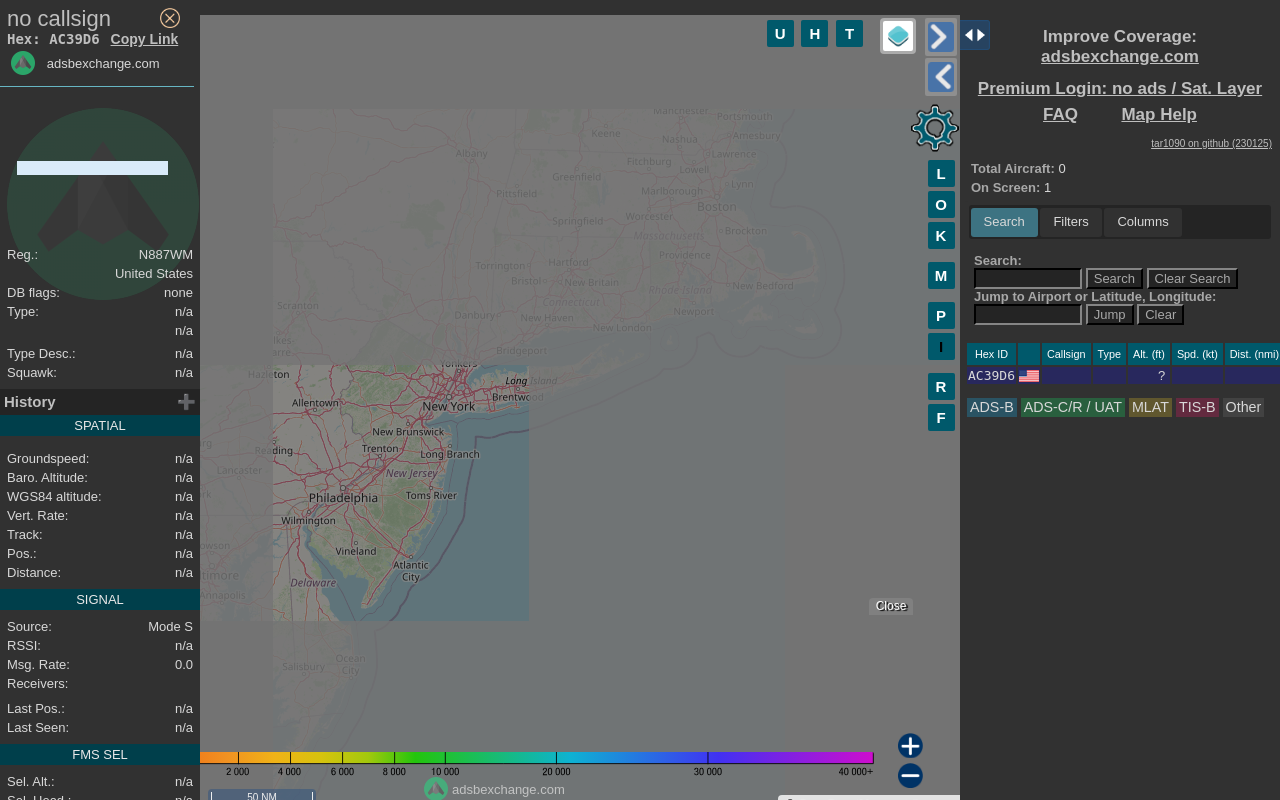 no callsign
Hex: AC39D6 Copy Link
adsbexchange.com
Reg.: N887WM
United States
DB flags: none
Type: n/a
n/a
Type Desc.: n/a
Squawk: n/a
History
SPATIAL
Groundspeed: n/a
Baro. Altitude: n/a
WGS84 altitude: n/a
Vert. Rate: n/a
Track: n/a
Pos.: n/a
Distance: n/a
SIGNAL
Source: Mode S
RSSI: n/a
Msg. Rate: 0.0
Receivers:
Last Pos.: n/a
Last Seen: n/a
FMS SEL
Sel. Alt.: n/a
U H T
L
O
K
M
P
I
R
F
Manchester
Portsmouth
Keene
Nashua
Amesbury
Albany
Fitchburg
Lawrence
Greenfield
Lowell
Pittsfield
Marlborough
Lynn
Worcester
Boston
Springfield
Massachusetts
Brockton
Providence
Torrington
Hartford
Bristol
New Britain
Rhode Island
New Bedford
Scranton
Connecticut
Danbury
New Haven
New London
Newport
Bridgeport
Yonkers
Hazleton
Long Island
Allentown
New York
Brentwood
New Brunswick
Reading
Trenton
Long Branch
Lancaster
New Jersey
Philadelphia
Toms River
Wilmington
Vineland
Atlantic
City
Delaware
Annapolis
Salisbury
Ocean
City
Close
2 000 4 000 6 000 8 000 10 000 20 000 30 000 40 000+
adsbexchange.com
50 NM
Improve Coverage:
adsbexchange.com
Premium Login: no ads / Sat. Layer
FAQ Map Help
tar1090 on github (230125)
Total Aircraft: 0
On Screen: 1
Search Filters Columns
Search:
Search Clear Search
Jump to Airport or Latitude, Longitude:
Jump Clear
Hex ID Callsign Type Alt. (ft) Spd. (kt) Dist. (nmi)
AC39D6 ?
ADS-B ADS-C/R / UAT MLAT TIS-B Other